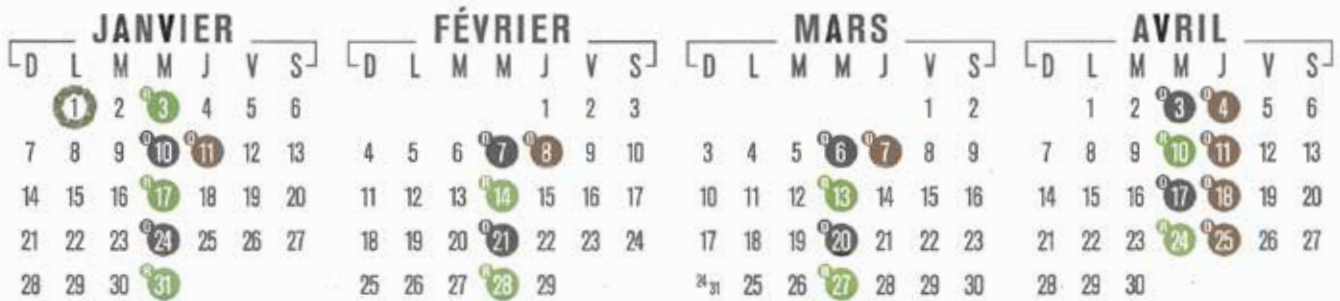 JANVIER FÉVRIER MARS AVRIL
D L M M J V S D L M M J V S D L M M J V S D L M M J V S
1 2 3 4 5 6 1 2 3 1 2 1 2 3 4 5 6
7 8 9 10 11 12 13 4 5 6 7 8 9 10 3 4 5 6 7 8 9 7 8 9 10 11 12 13
14 15 16 17 18 19 20 11 12 13 14 15 16 17 10 11 12 13 14 15 16 14 15 16 17 18 19 20
21 22 23 24 25 26 27 18 19 20 21 22 23 24 17 18 19 20 21 22 23 21 22 23 24 25 26 27
28 29 30 31 25 26 27 28 29 24 31 25 26 27 28 29 30 28 29 30